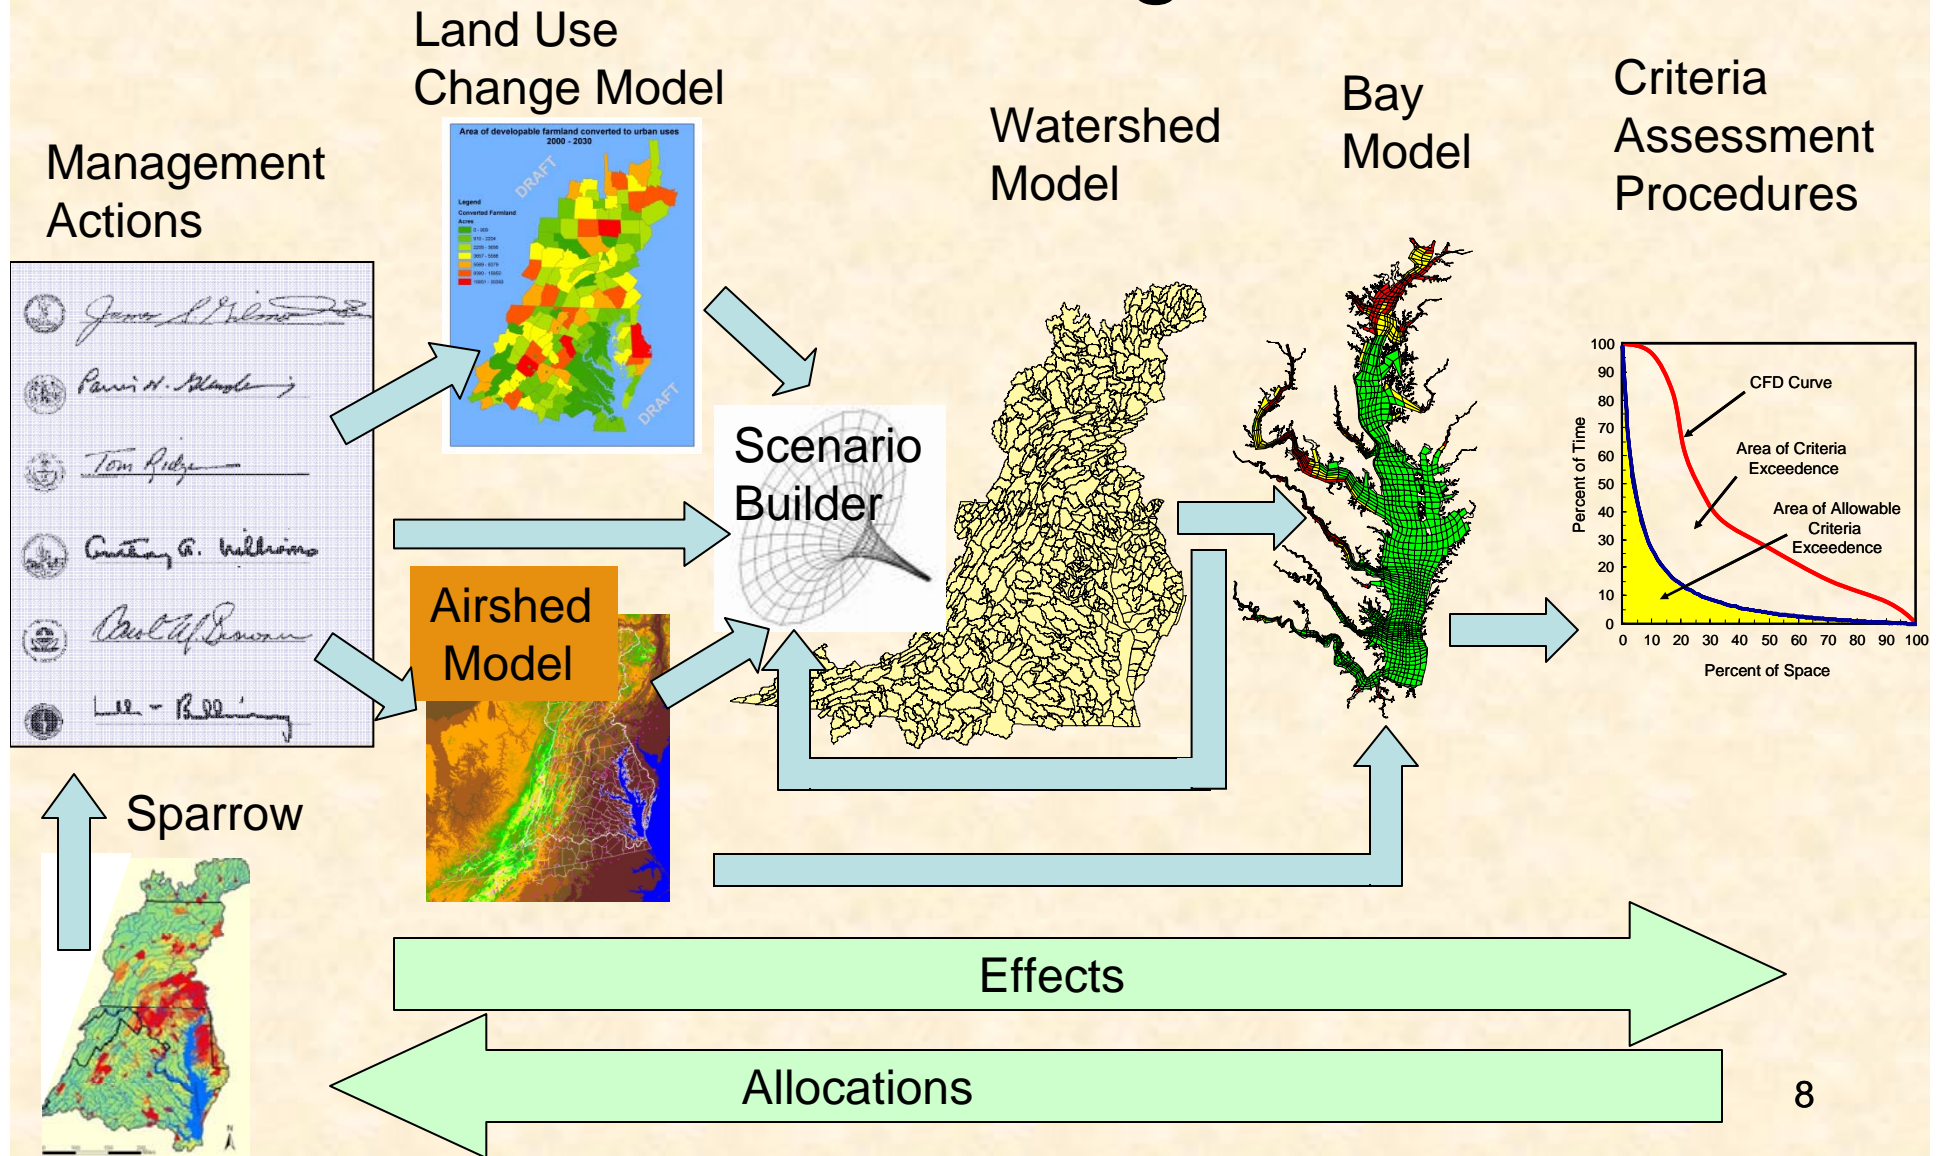 Land Use
Change Model
Management
Actions
Watershed
Model
Bay
Model
Criteria
Assessment
Procedures
Area of developable farmland converted to urban uses
2000 - 2030
DRAFT
Legend
Converted Farmland
Acres
DRAFT
Tom Ridge
Scenario
Builder
Airshed
Model
Sparrow
100
90
80
70
60
50
40
30
20
10
0
Percent of Time
CFD Curve
Area of Criteria
Exceedence
Area of Allowable
Criteria
Exceedence
0 10 20 30 40 50 60 70 80 90 100
Percent of Space
Effects
Allocations
8
N